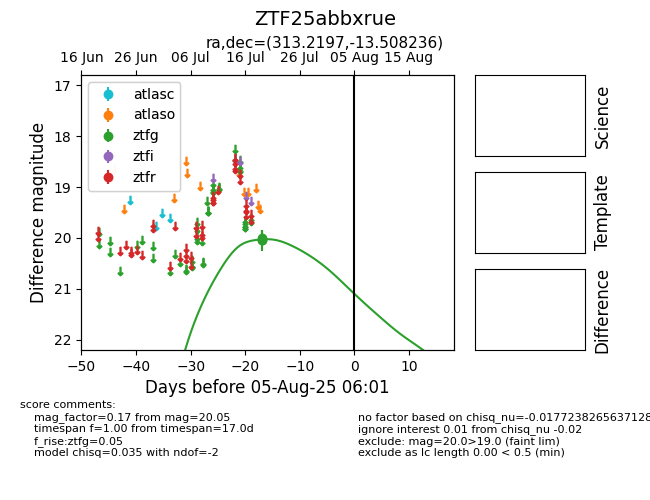 ZTF25abbxrue
ra,dec=(313.2197,-13.508236)
16 Jun 26 Jun 06 Jul 16 Jul 26 Jul 05 Aug 15 Aug
17
18
19
20
21
22
Difference magnitude
atlasc
atlaso
ztfg
ztfi
ztfr
−50 −40 −30 −20 −10 0 10
Days before 05-Aug-25 06:01
Science
Template
Difference
score comments:
mag_factor=0.17 from mag=20.05
timespan f=1.00 from timespan=17.0d
f_rise:ztfg=0.05
model chisq=0.035 with ndof=-2
no factor based on chisq_nu=-0.0177238265637128
ignore interest 0.01 from chisq_nu -0.02
exclude: mag=20.0>19.0 (faint lim)
exclude as lc length 0.00 < 0.5 (min)